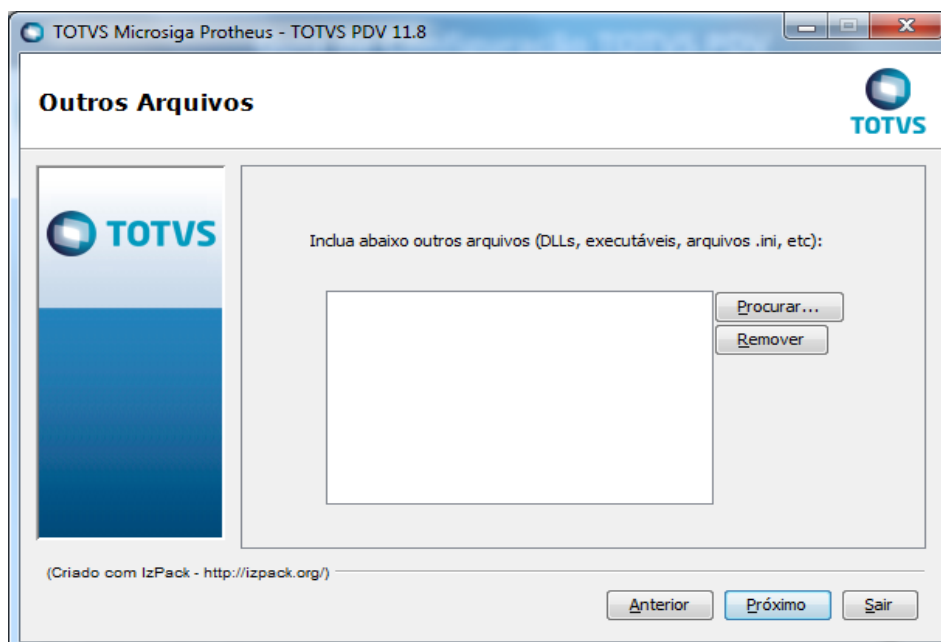 TOTVS Microsiga Protheus - TOTVS PDV 11.8
Outros Arquivos
TOTVS
TOTVS
Inclua abaixo outros arquivos (DLLs, executáveis, arquivos .ini, etc):
Procurar...
Remover
(Criado com IzPack - http://izpack.org/)
Anterior
Próximo
Sair